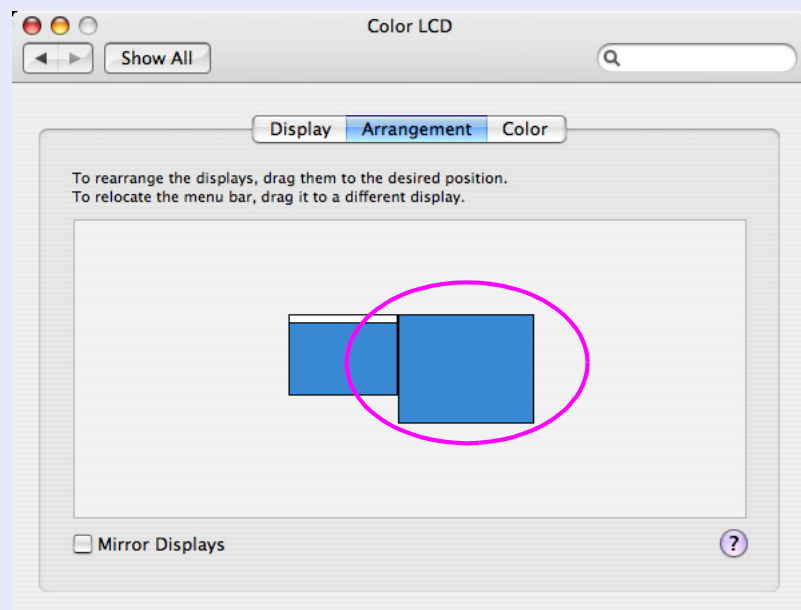 Color LCD
Show All
Display Arrangement Color
To rearrange the displays, drag them to the desired position.
To relocate the menu bar, drag it to a different display.
Mirror Displays
?